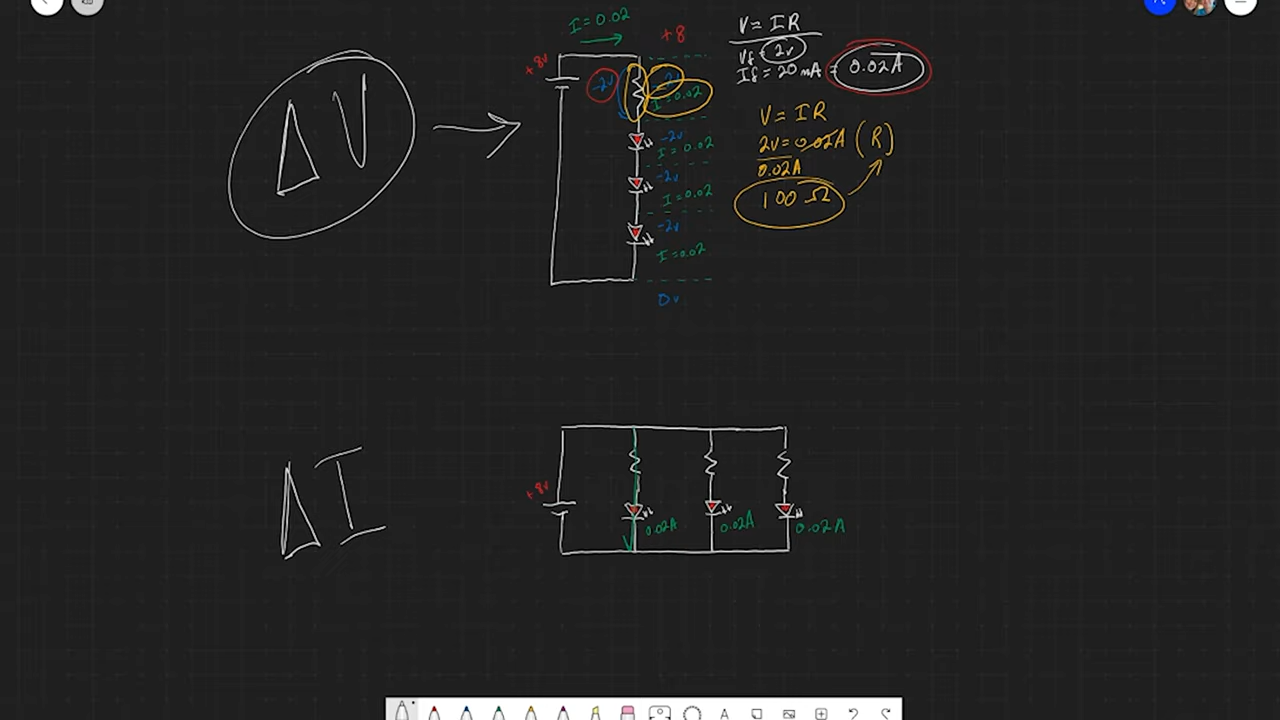 I = 0.02
+8
V = IR
Vf = 2v
If = 20 mA = 0.02A
+8v
-2v
-2v
I = 0.02
V = IR
2V = 0.02A (R)
0.02A
100 Ω
-2v
I = 0.02
-2v
I = 0.02
-2v
I = 0.02
0v
ΔV
ΔI
+8v
0.02A
0.02A
0.02A
A